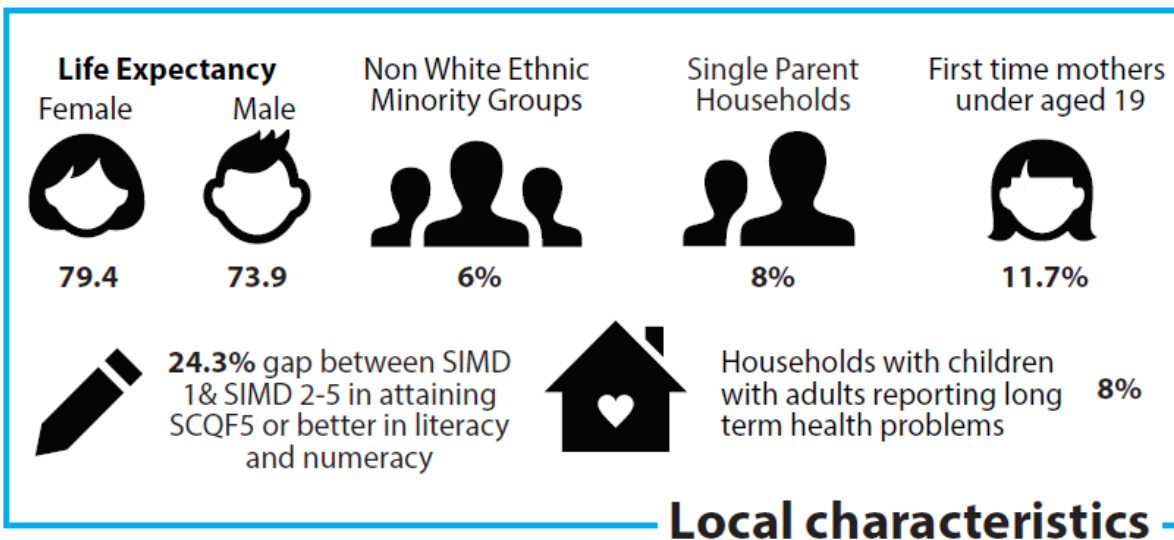 Life Expectancy
Female Male
79.4 73.9
Non White Ethnic
Minority Groups
6%
Single Parent
Households
8%
First time mothers
under aged 19
11.7%
24.3% gap between SIMD
1& SIMD 2-5 in attaining
SCQF5 or better in literacy
and numeracy
Households with children
with adults reporting long
term health problems
8%
Local characteristics